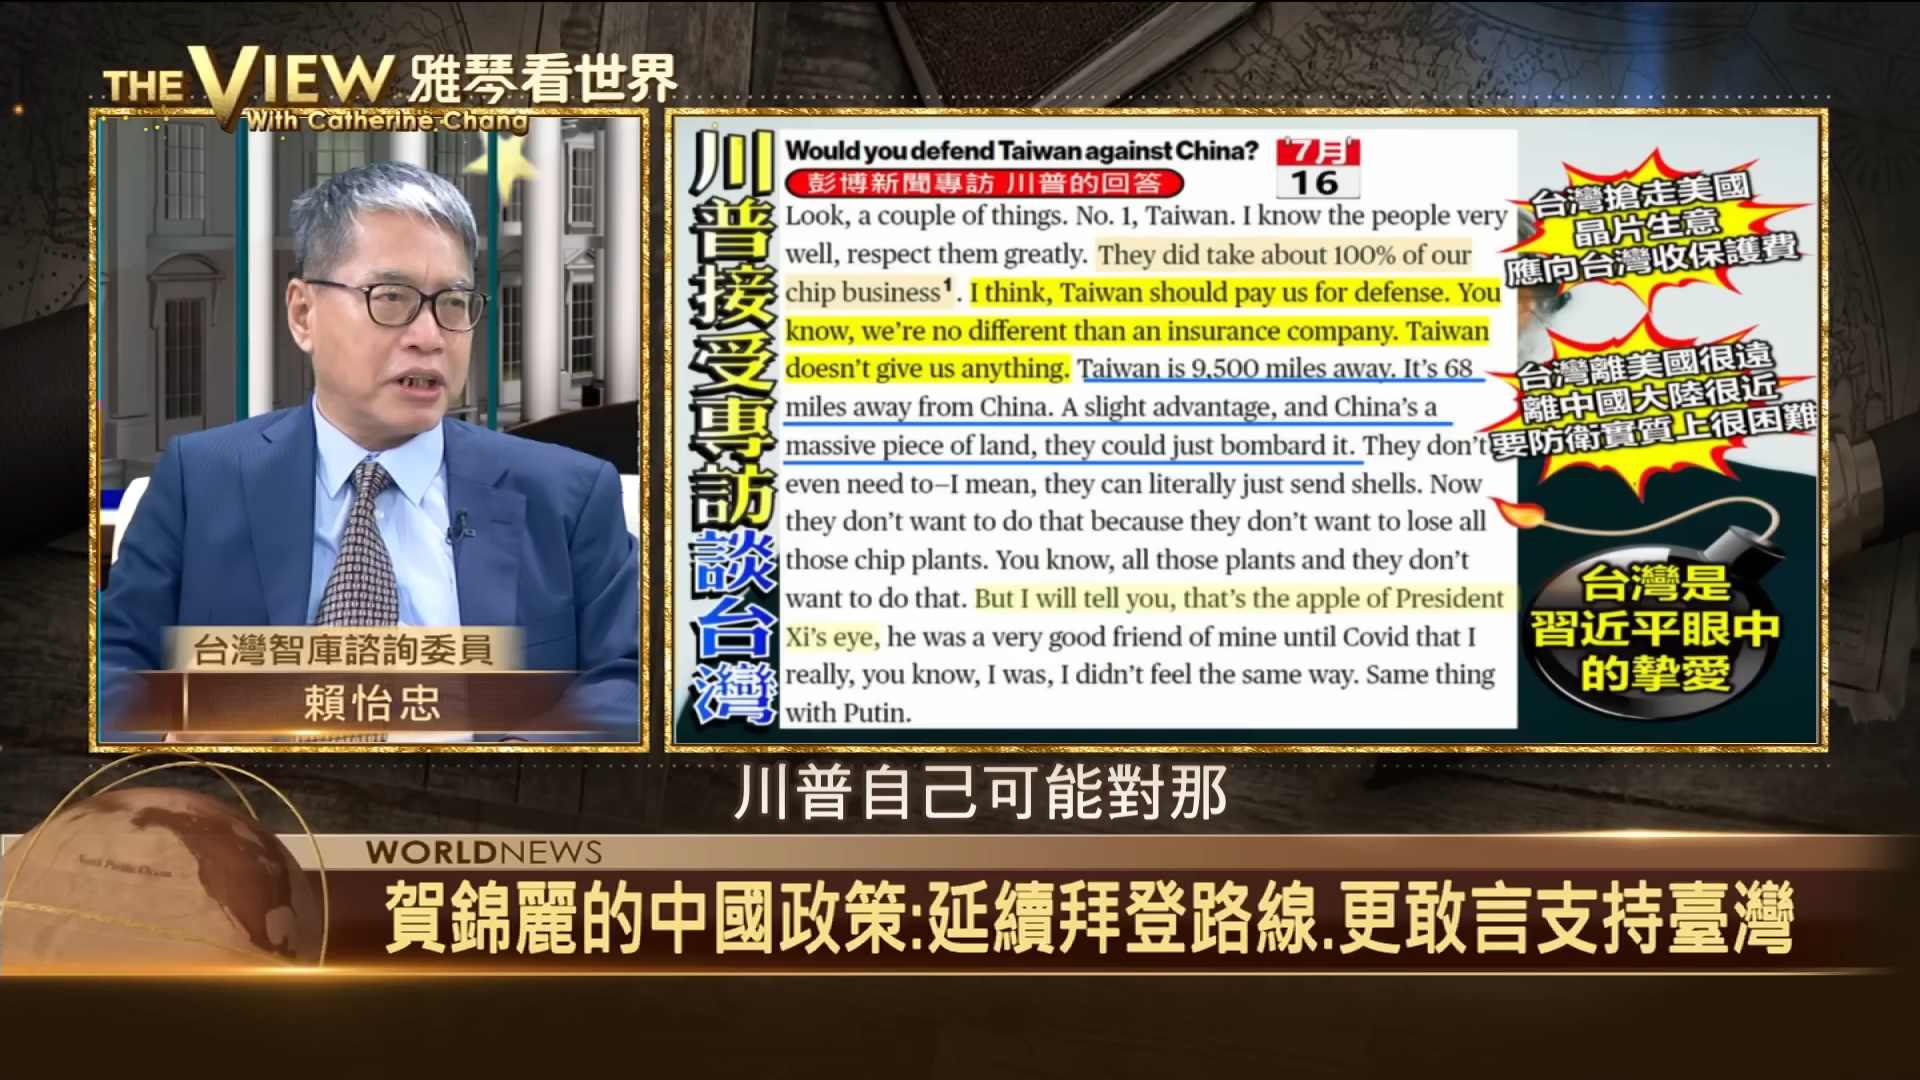 THE VIEW 雅琴看世界
With Catherine Chang
台灣智庫諮詢委員
賴怡忠
川普接受專訪談台灣
Would you defend Taiwan against China?
彭博新聞專訪 川普的回答
7月
16
Look, a couple of things. No. 1, Taiwan. I know the people very
well, respect them greatly. They did take about 100% of our
chip business¹. I think, Taiwan should pay us for defense. You
know, we're no different than an insurance company. Taiwan
doesn't give us anything. Taiwan is 9,500 miles away. It's 68
miles away from China. A slight advantage, and China's a
massive piece of land, they could just bombard it. They don't
even need to—I mean, they can literally just send shells. Now
they don't want to do that because they don't want to lose all
those chip plants. You know, all those plants and they don't
want to do that. But I will tell you, that's the apple of President
Xi's eye, he was a very good friend of mine until Covid that I
really, you know, I was, I didn't feel the same way. Same thing
with Putin.
台灣搶走美國
晶片生意
應向台灣收保護費
台灣離美國很遠
離中國大陸很近
要防衛實質上很困難
台灣是
習近平眼中
的摯愛
川普自己可能對那
WORLDNEWS
賀錦麗的中國政策:延續拜登路線.更敢言支持臺灣